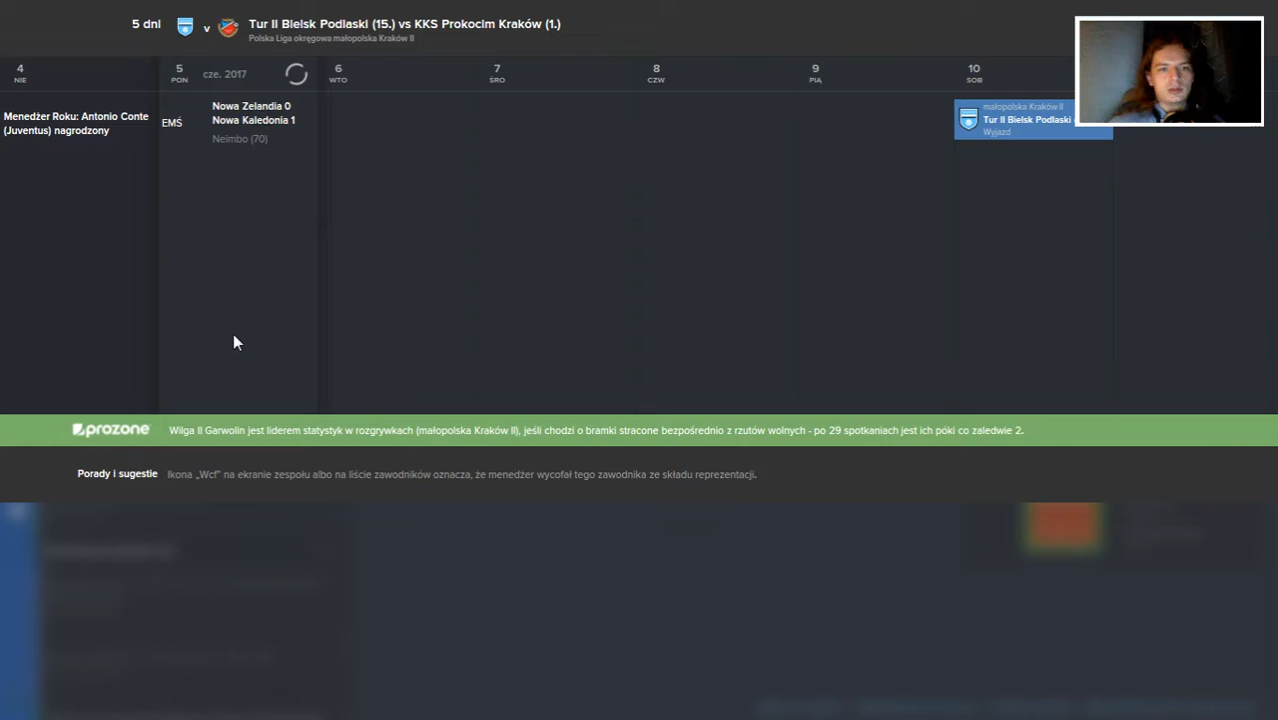 5 dni
v
Tur II Bielsk Podlaski (15.) vs KKS Prokocim Kraków (1.)
Polska Liga okręgowa małopolska Kraków II
4
NIE
5
PON
cze. 2017
6
WTO
7
ŚRO
8
CZW
9
PIĄ
10
SOB
Menedżer Roku: Antonio Conte
(Juventus) nagrodzony
EMŚ
Nowa Zelandia 0
Nowa Kaledonia 1
Neimbo (70)
małopolska Kraków II
Tur II Bielsk Podlaski
Wyjazd
prozone
Wilga II Garwolin jest liderem statystyk w rozgrywkach (małopolska Kraków II), jeśli chodzi o bramki stracone bezpośrednio z rzutów wolnych - po 29 spotkaniach jest ich póki co zaledwie 2.
Porady i sugestie
Ikona „Wcf" na ekranie zespołu albo na liście zawodników oznacza, że menedżer wycofał tego zawodnika ze składu reprezentacji.